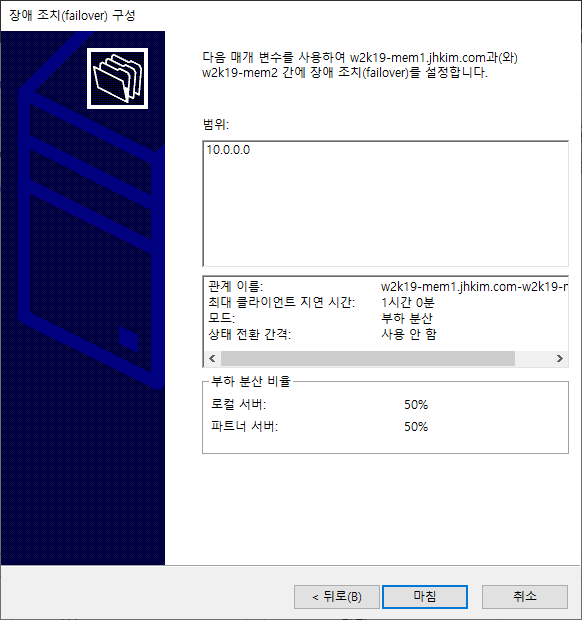 장애 조치(failover) 구성
다음 매개 변수를 사용하여 w2k19-mem1.jhkim.com과(와)
w2k19-mem2 간에 장애 조치(failover)를 설정합니다.
범위:
10.0.0.0
관계 이름: w2k19-mem1.jhkim.com-w2k19-m
최대 클라이언트 지연 시간: 1시간 0분
모드: 부하 분산
상태 전환 간격: 사용 안 함
부하 분산 비율
로컬 서버: 50%
파트너 서버: 50%
< 뒤로(B) 마침 취소